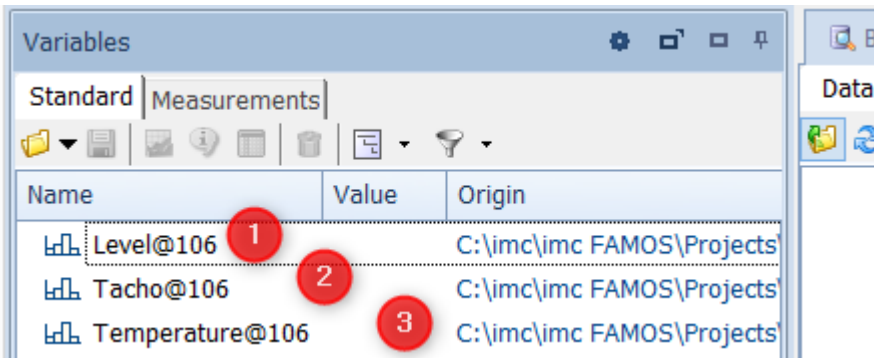 Variables
Standard Measurements
Data
Name Value Origin
Level@106 1 C:\imc\imc FAMOS\Projects\
Tacho@106 2 C:\imc\imc FAMOS\Projects\
Temperature@106 3 C:\imc\imc FAMOS\Projects\